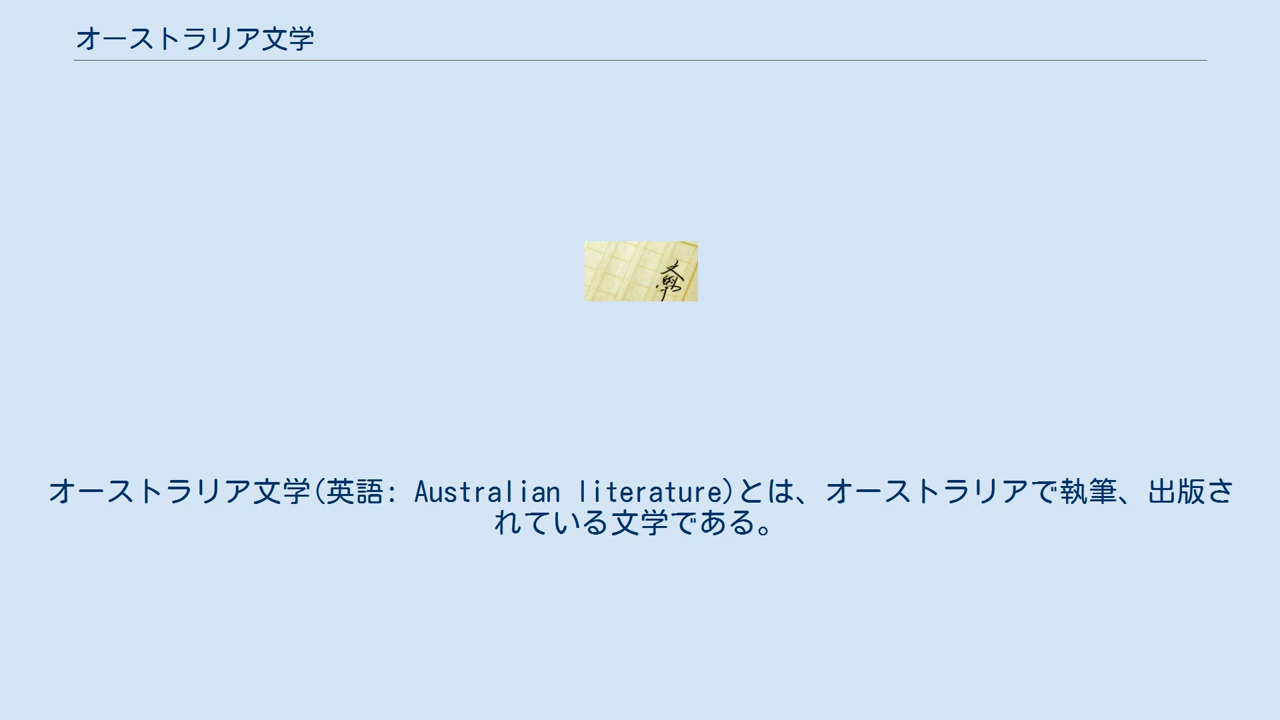 オーストラリア文学
文学
オーストラリア文学(英語: Australian literature)とは、オーストラリアで執筆、出版さ
れている文学である。